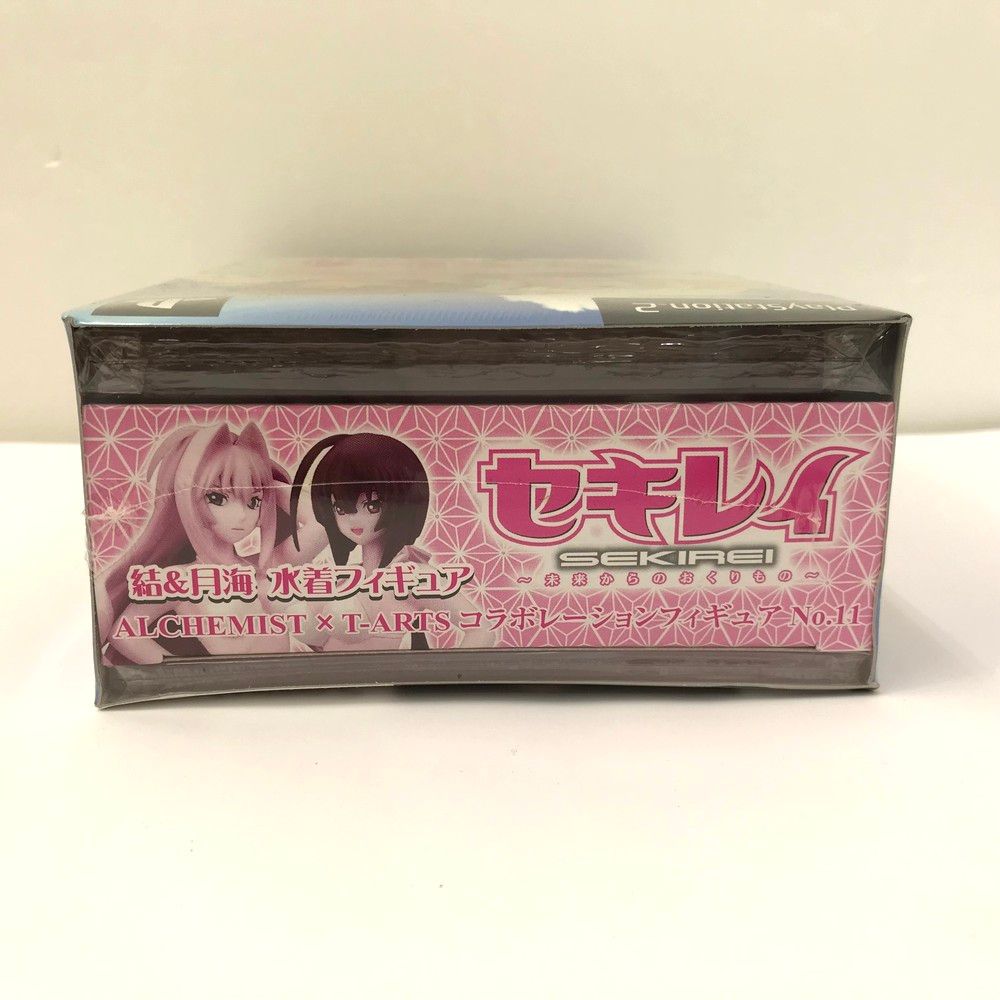 PlayStation 2
セキレイ
SEKIREI
～未来からのおくりもの～
結&月海 水着フィギュア
ALCHEMIST × T-ARTS コラボレーションフィギュア No.11